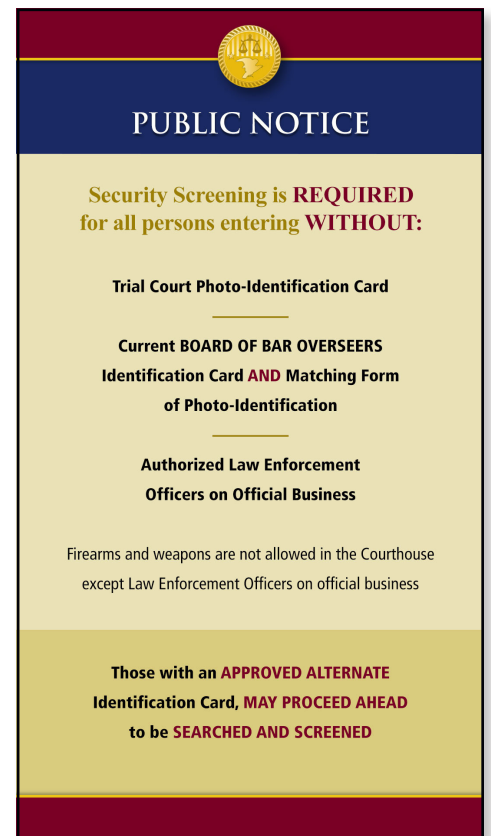 PUBLIC NOTICE
Security Screening is REQUIRED
for all persons entering WITHOUT:
Trial Court Photo-Identification Card
Current BOARD OF BAR OVERSEERS
Identification Card AND Matching Form
of Photo-Identification
Authorized Law Enforcement
Officers on Official Business
Firearms and weapons are not allowed in the Courthouse
except Law Enforcement Officers on official business
Those with an APPROVED ALTERNATE
Identification Card, MAY PROCEED AHEAD
to be SEARCHED AND SCREENED